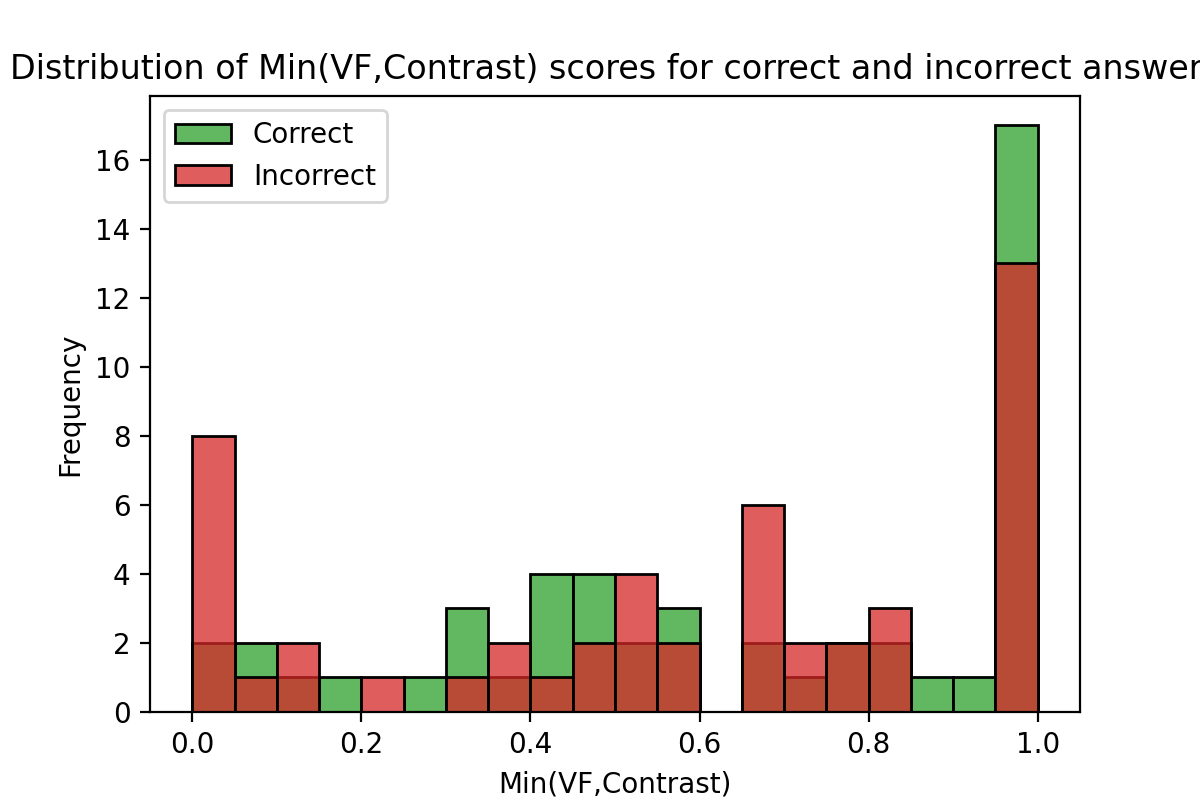 Distribution of Min(VF,Contrast) scores for correct and incorrect answer
Correct
Incorrect
16
14
12
10
8
6
4
2
0
Frequency
0.0 0.2 0.4 0.6 0.8 1.0
Min(VF,Contrast)